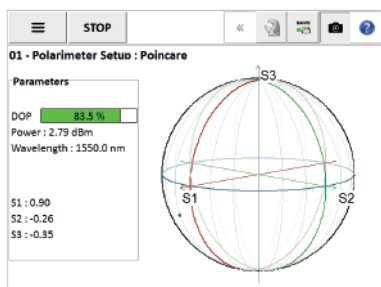 STOP
SAVE
01 - Polarimeter Setup : Poincare
Parameters
DOP 83.5 %
Power : 2.79 dBm
Wavelength : 1550.0 nm
S1 : 0.90
S2 : -0.26
S3 : -0.35
S3
S1
S2